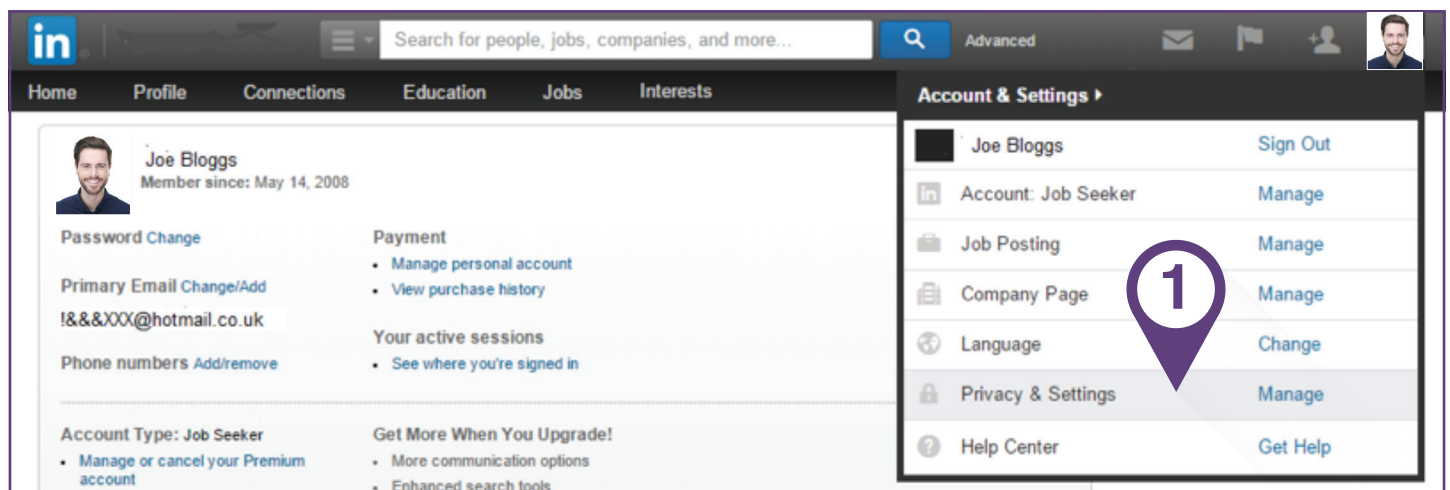 in
Search for people, jobs, companies, and more...
Advanced
Home Profile Connections Education Jobs Interests
Account & Settings
Joe Bloggs Sign Out
in Account: Job Seeker Manage
Job Posting Manage
Company Page Manage
Language Change
Privacy & Settings Manage
? Help Center Get Help
1
Joe Bloggs
Member since: May 14, 2008
Password Change
Primary Email Change/Add
!&&&XXX@hotmail.co.uk
Phone numbers Add/remove
Payment
• Manage personal account
• View purchase history
Your active sessions
• See where you're signed in
Account Type: Job Seeker
• Manage or cancel your Premium
account
Get More When You Upgrade!
• More communication options
• Enhanced search tools